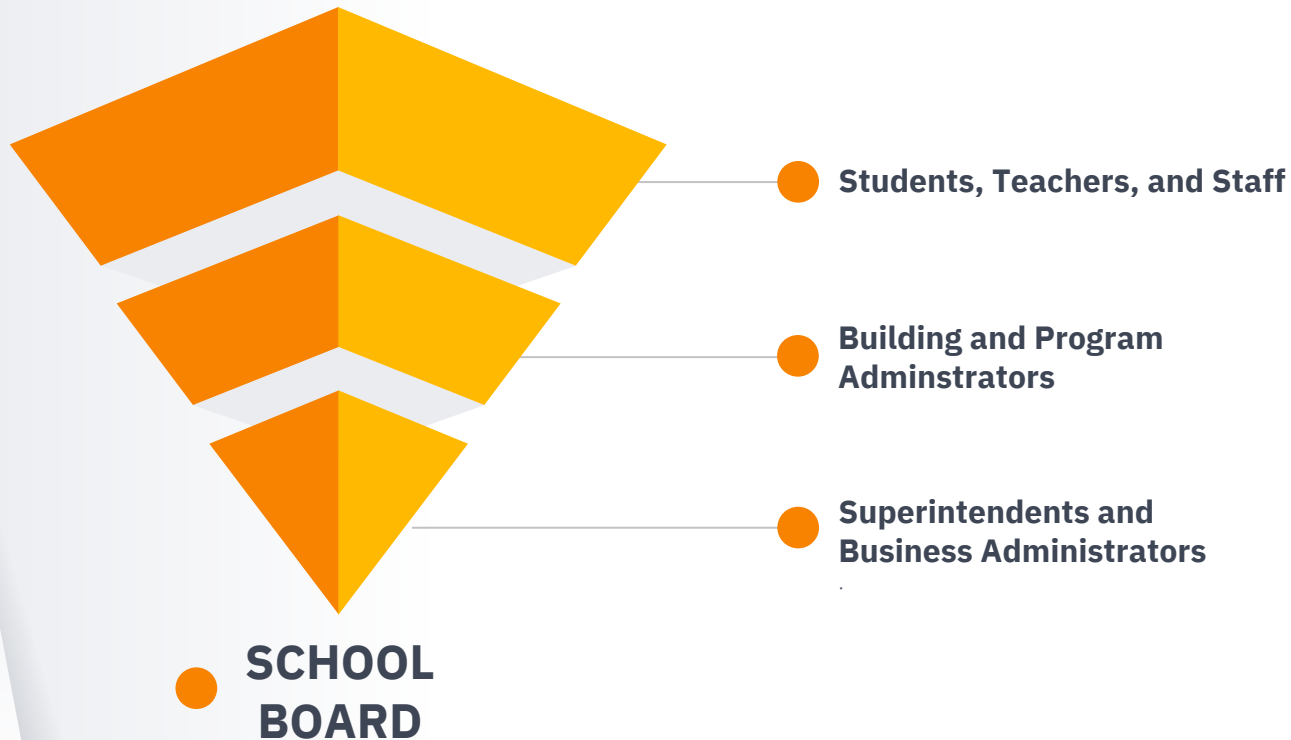 Students, Teachers, and Staff
Building and Program
Adminstrators
Superintendents and
Business Administrators
.
SCHOOL
BOARD